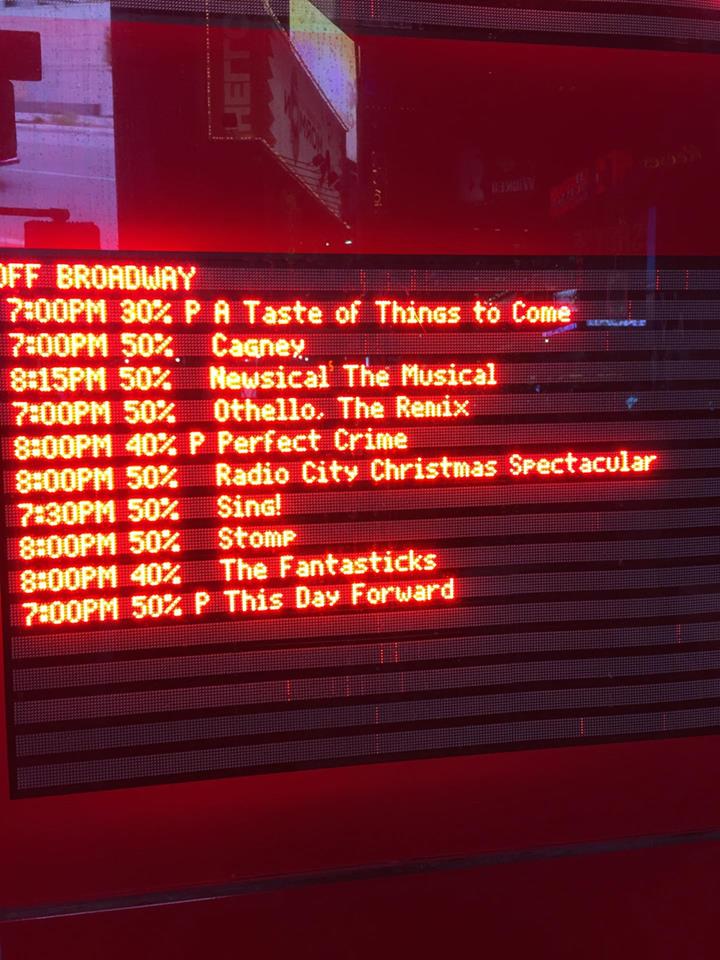 OFF BROADWAY
7:00PM 30% P A Taste of Things to Come
7:00PM 50% Cagney
8:15PM 50% Newsical The Musical
7:00PM 50% Othello, The Remix
8:00PM 40% P Perfect Crime
8:00PM 50% Radio City Christmas Spectacular
7:30PM 50% Sing!
8:00PM 50% Stomp
8:00PM 40% The Fantasticks
7:00PM 50% P This Day Forward